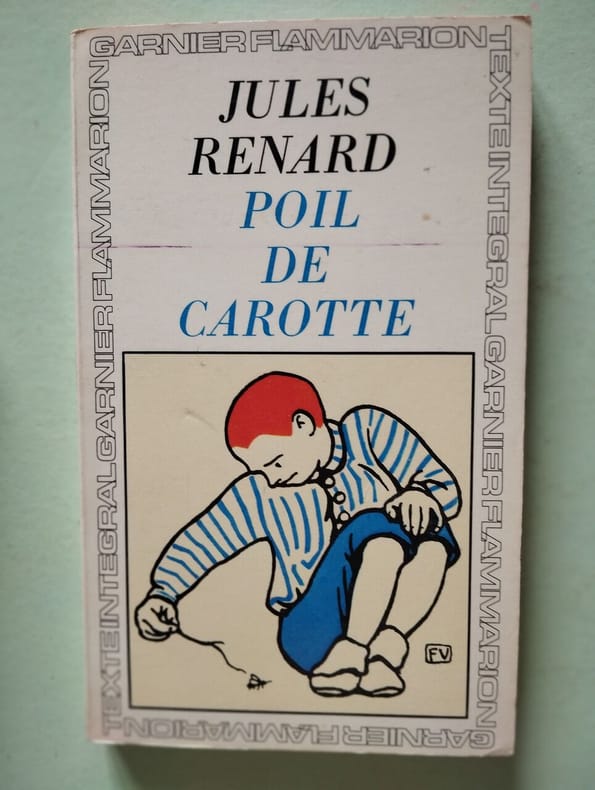 GARNIER FLAMMARION
JULES
RENARD
POIL
DE
CAROTTE
TEXTE INTEGRAL GARNIER FLAMMARION
TEXTE INTEGRAL GARNIER FLAMMARION
FV
GARNIER FLAMMARION